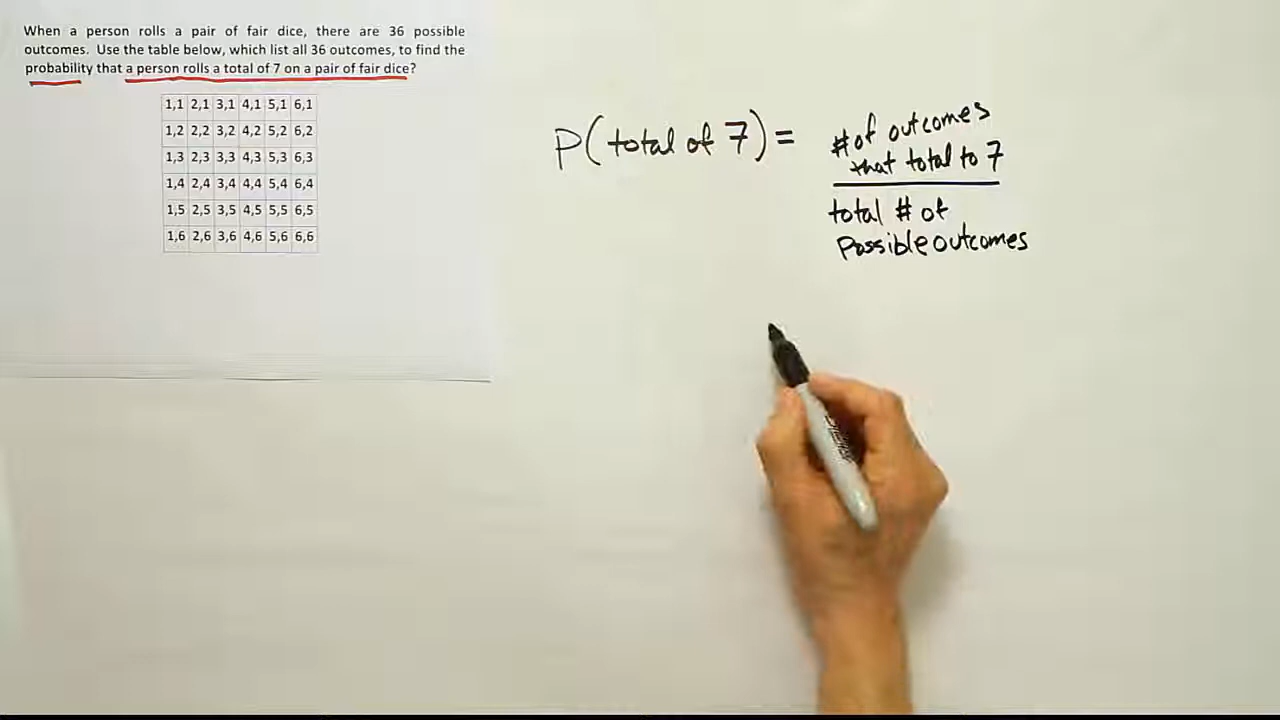 When a person rolls a pair of fair dice, there are 36 possible
outcomes. Use the table below, which list all 36 outcomes, to find the
probability that a person rolls a total of 7 on a pair of fair dice?
1,1 2,1 3,1 4,1 5,1 6,1
1,2 2,2 3,2 4,2 5,2 6,2
1,3 2,3 3,3 4,3 5,3 6,3
1,4 2,4 3,4 4,4 5,4 6,4
1,5 2,5 3,5 4,5 5,5 6,5
1,6 2,6 3,6 4,6 5,6 6,6
P(total of 7) =
# of outcomes
that total to 7
total # of
possible outcomes